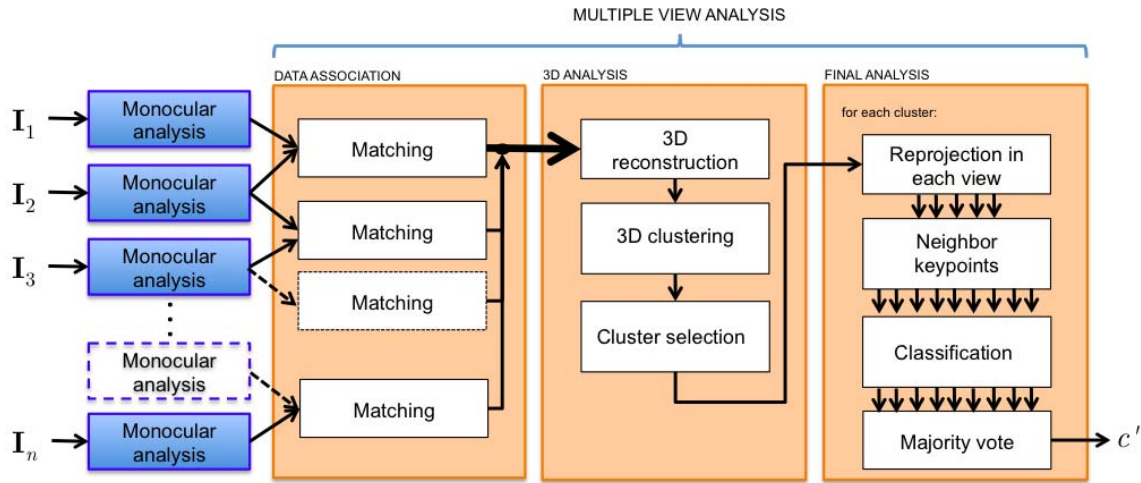 MULTIPLE VIEW ANALYSIS
DATA ASSOCIATION
3D ANALYSIS
FINAL ANALYSIS
I1
Monocular
analysis
I2
Monocular
analysis
I3
Monocular
analysis
Monocular
analysis
In
Monocular
analysis
Matching
Matching
Matching
Matching
3D
reconstruction
3D clustering
Cluster selection
for each cluster:
Reprojection in
each view
Neighbor
keypoints
Classification
Majority vote
c'